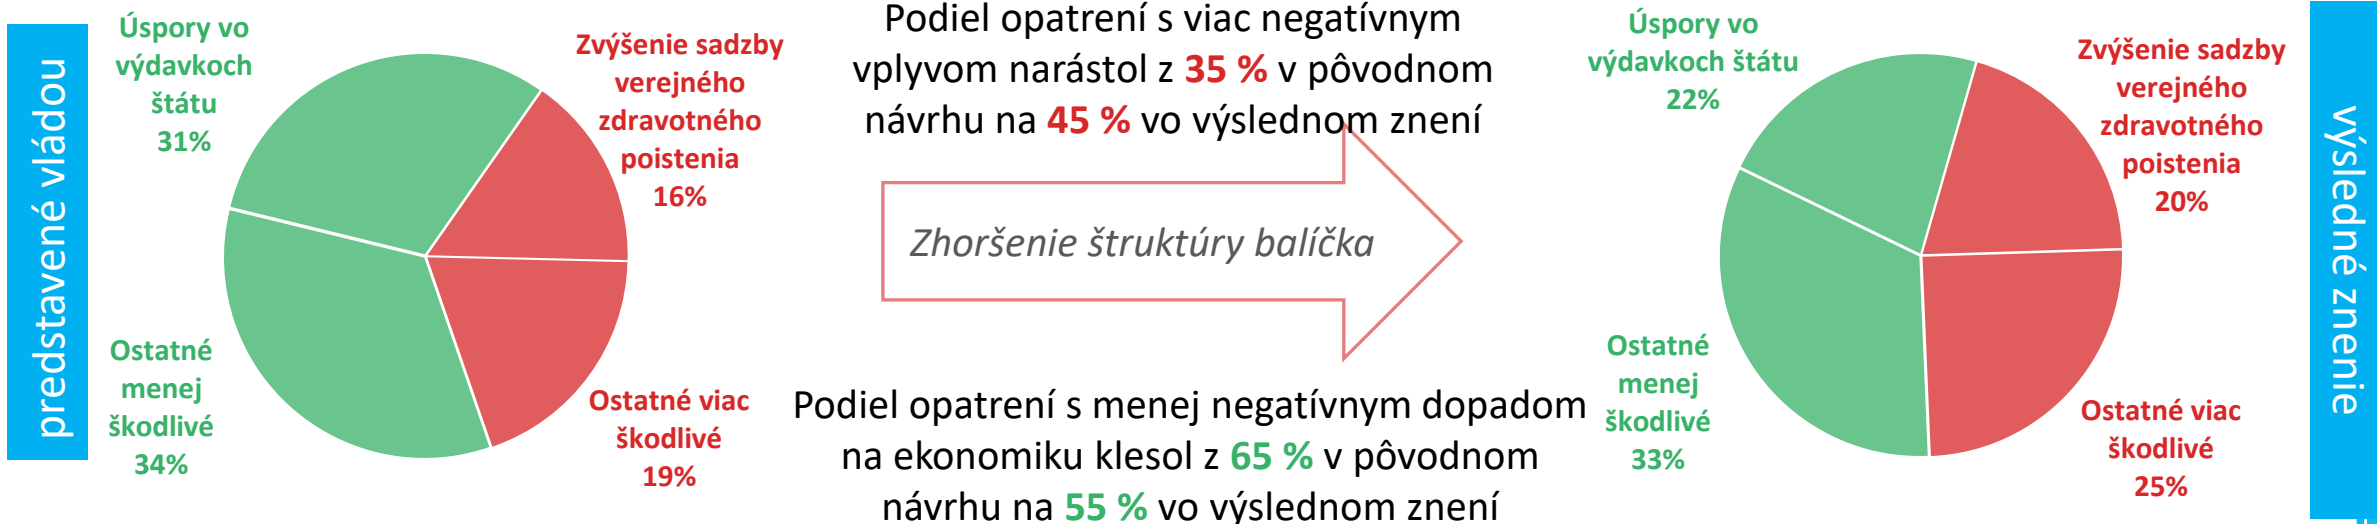 predstavené vládou
Úspory vo
výdavkoch
štátu
31%
Zvýšenie sadzby
verejného
zdravotného
poistenia
16%
Ostatné
menej
škodlivé
34%
Ostatné viac
škodlivé
19%
Podiel opatrení s viac negatívnym
vplyvom narástol z 35 % v pôvodnom
návrhu na 45 % vo výslednom znení
Zhoršenie štruktúry balíčka
Podiel opatrení s menej negatívnym dopadom
na ekonomiku klesol z 65 % v pôvodnom
návrhu na 55 % vo výslednom znení
Úspory vo
výdavkoch štátu
22%
Zvýšenie sadzby
verejného
zdravotného
poistenia
20%
Ostatné
menej
škodlivé
33%
Ostatné viac
škodlivé
25%
výsledné znenie